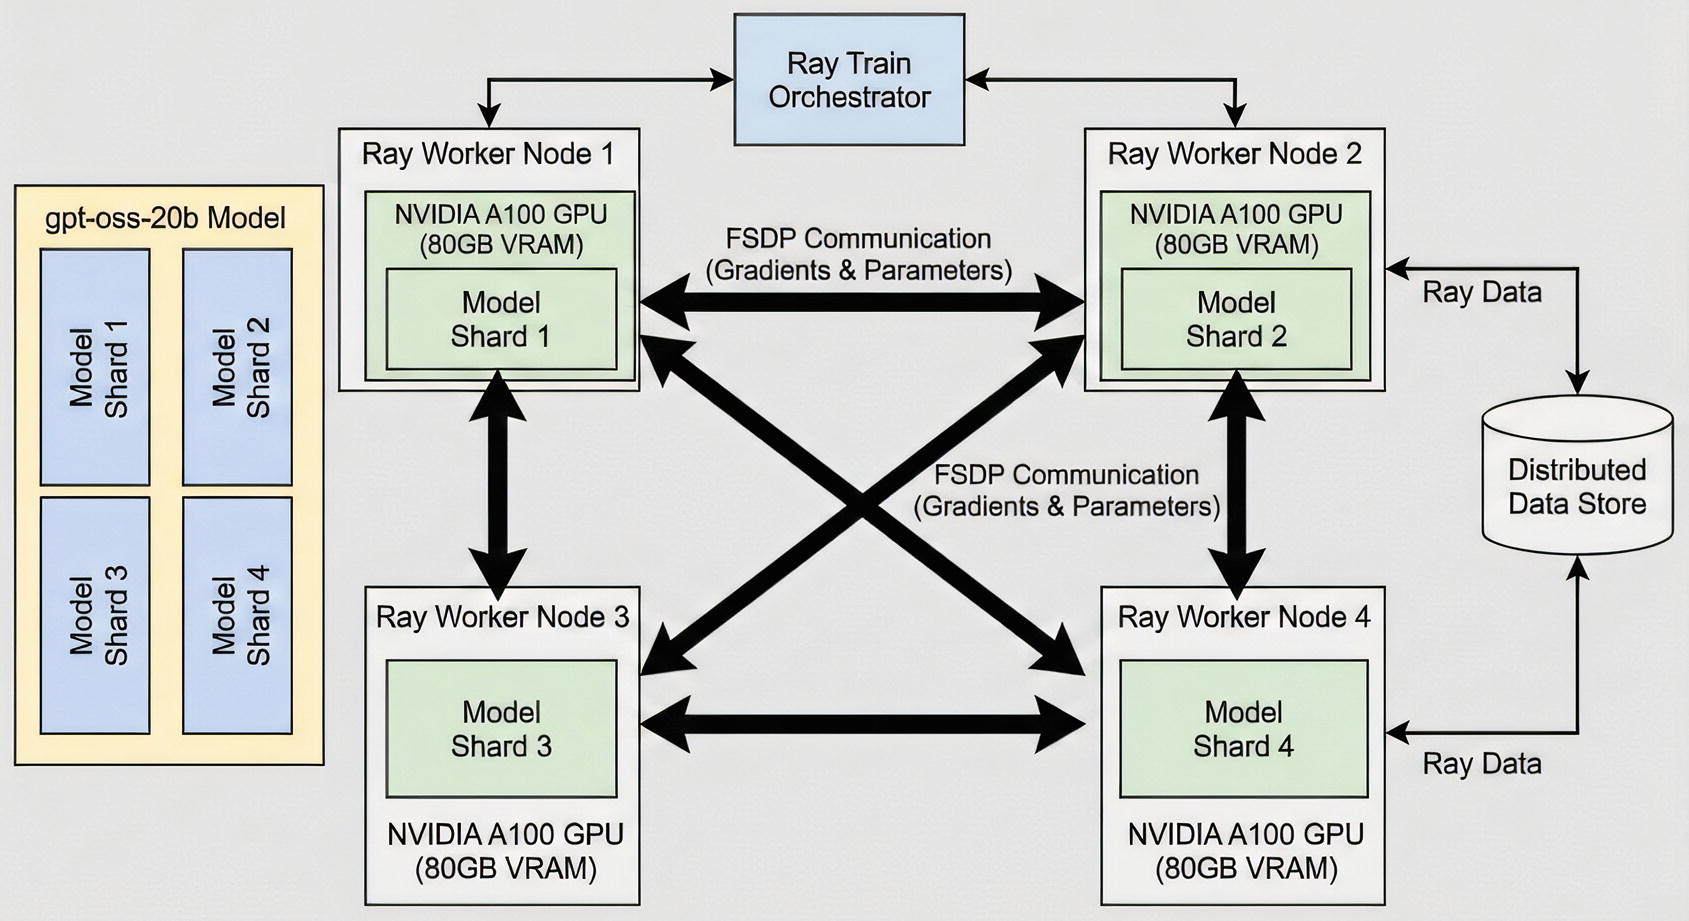 Ray Train
Orchestrator
Ray Worker Node 1
NVIDIA A100 GPU
(80GB VRAM)
Model
Shard 1
Ray Worker Node 2
NVIDIA A100 GPU
(80GB VRAM)
Model
Shard 2
gpt-oss-20b Model
Model
Shard 1
Model
Shard 2
Model
Shard 3
Model
Shard 4
FSDP Communication
(Gradients & Parameters)
FSDP Communication
(Gradients & Parameters)
Ray Data
Distributed
Data Store
Ray Worker Node 3
Model
Shard 3
NVIDIA A100 GPU
(80GB VRAM)
Ray Worker Node 4
Model
Shard 4
NVIDIA A100 GPU
(80GB VRAM)
Ray Data